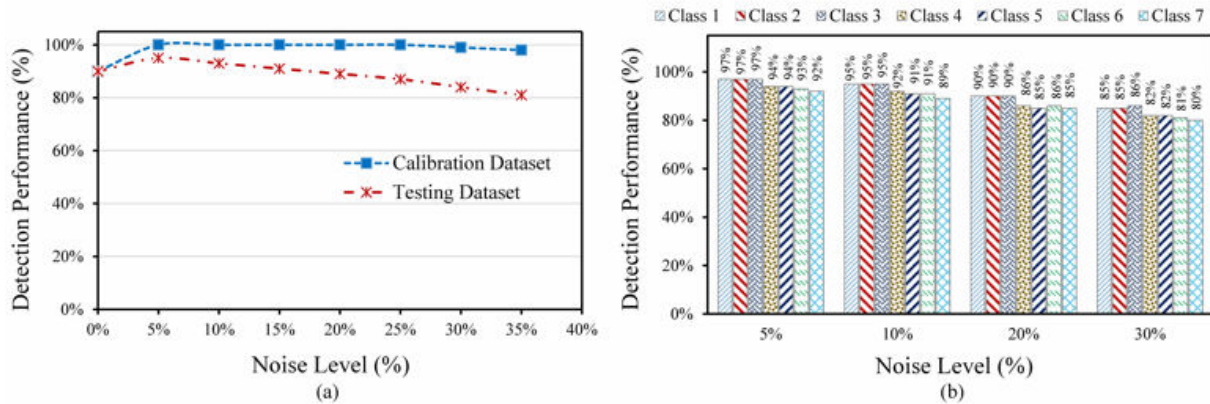 Detection Performance (%)
100%
80%
60%
40%
20%
0%
Calibration Dataset
Testing Dataset
0% 5% 10% 15% 20% 25% 30% 35% 40%
Noise Level (%)
(a)
Class 1 Class 2 Class 3 Class 4 Class 5 Class 6 Class 7
Detection Performance (%)
100%
80%
60%
40%
20%
0%
97% 97% 97% 94% 94% 93% 92%
95% 95% 95% 92% 91% 91% 89%
90% 90% 90% 86% 85% 86% 85%
85% 85% 86% 82% 82% 81% 80%
5% 10% 20% 30%
Noise Level (%)
(b)